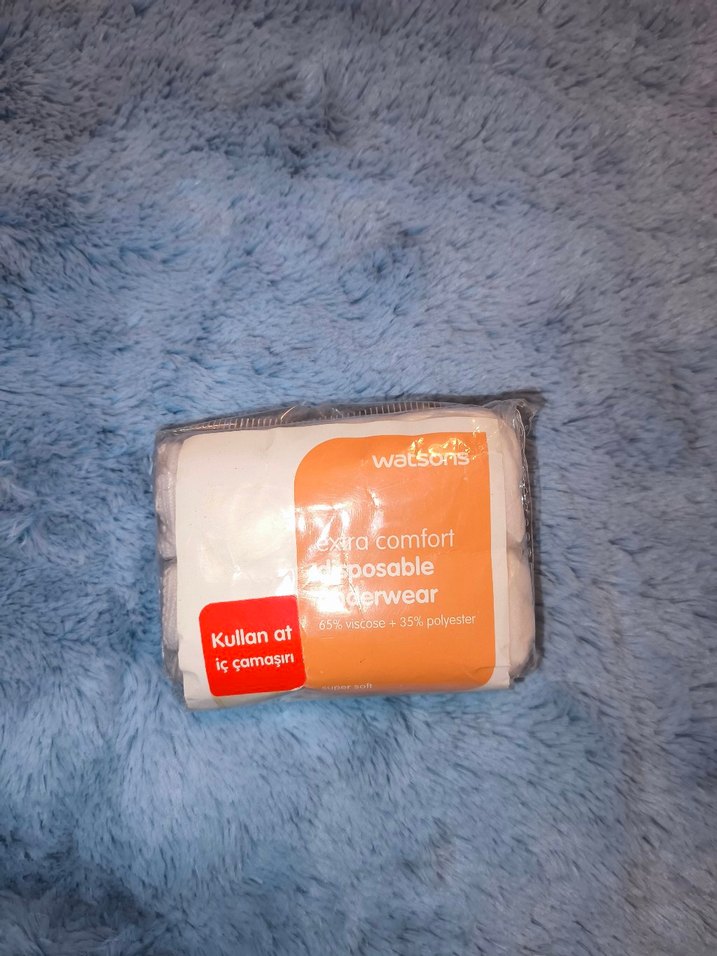 watsons
extra comfort
disposable
underwear
65% viscose + 35% polyester
Kullan at
iç çamaşırı
super soft